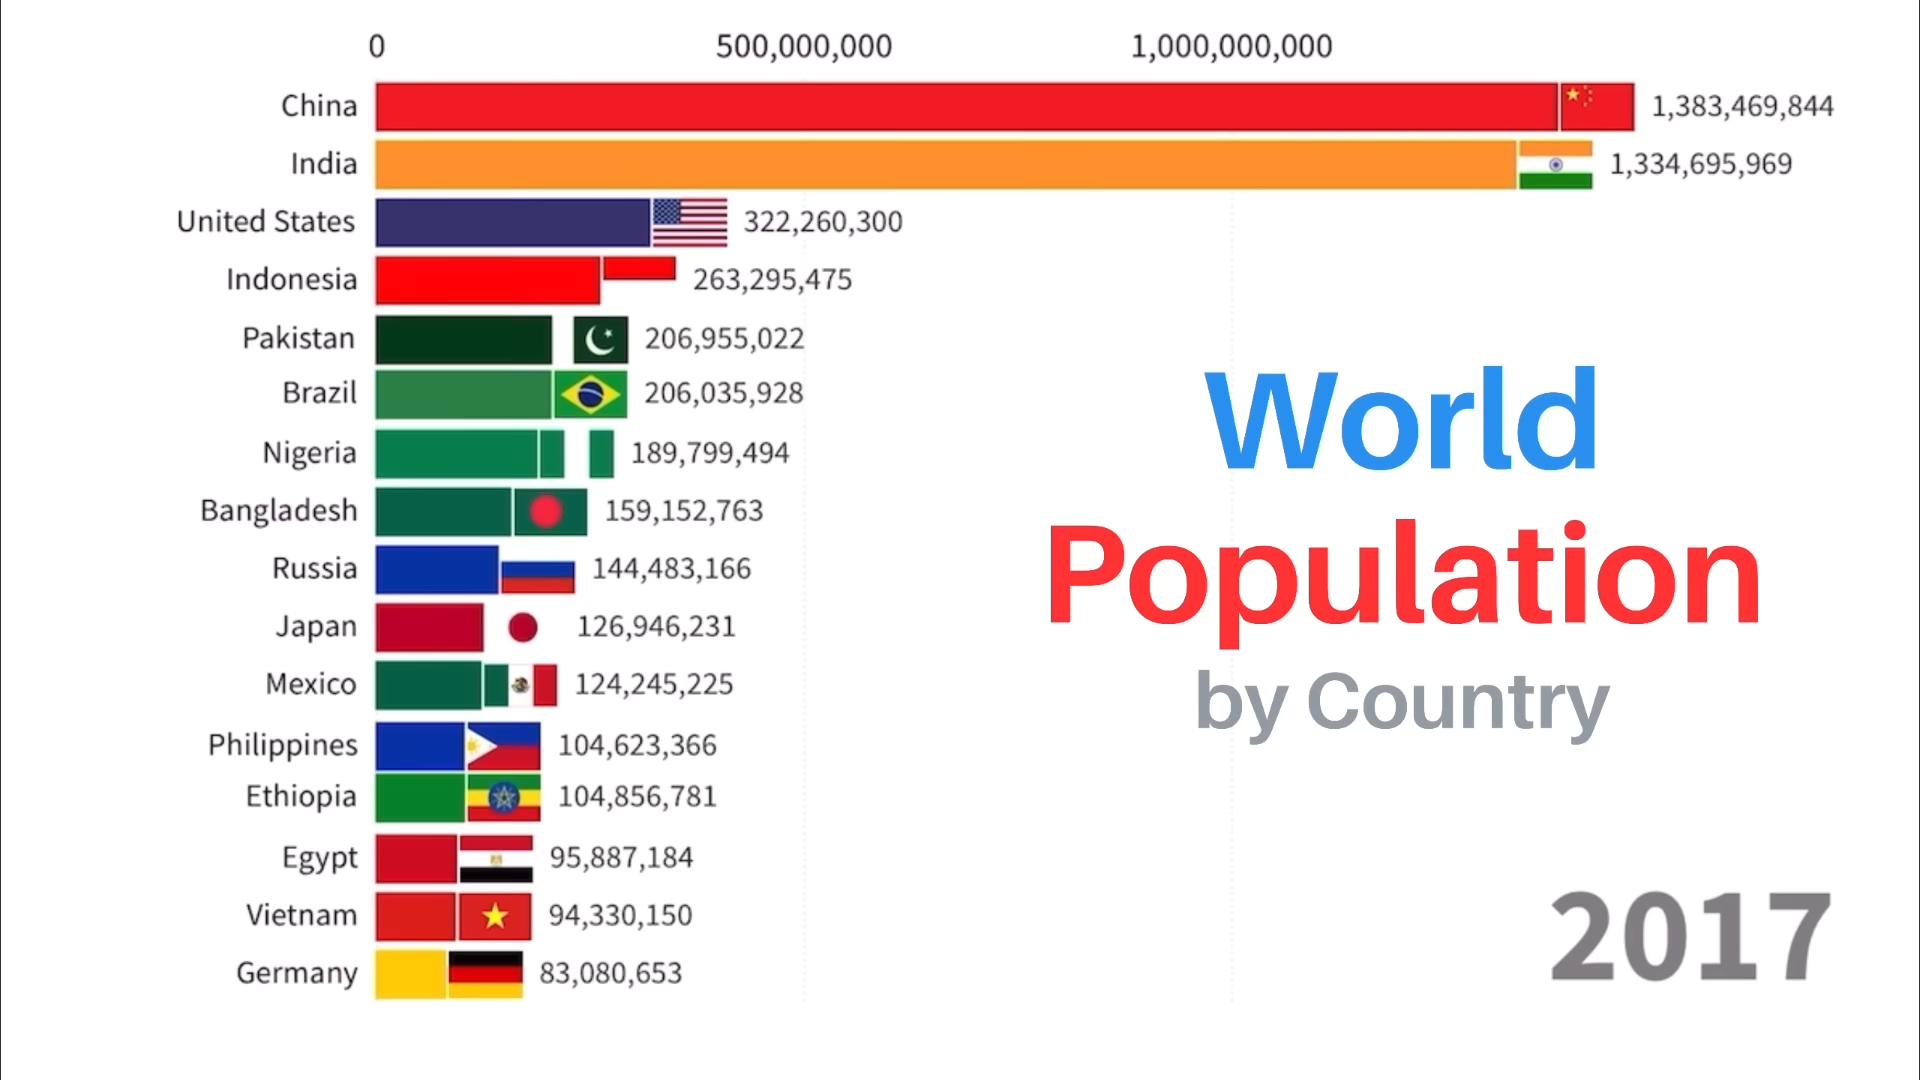 0 500,000,000 1,000,000,000
China 1,383,469,844
India 1,334,695,969
United States 322,260,300
Indonesia 263,295,475
Pakistan 206,955,022
Brazil 206,035,928
Nigeria 189,799,494
Bangladesh 159,152,763
Russia 144,483,166
Japan 126,946,231
Mexico 124,245,225
Philippines 104,623,366
Ethiopia 104,856,781
Egypt 95,887,184
Vietnam 94,330,150
Germany 83,080,653
World
Population
by Country
2017